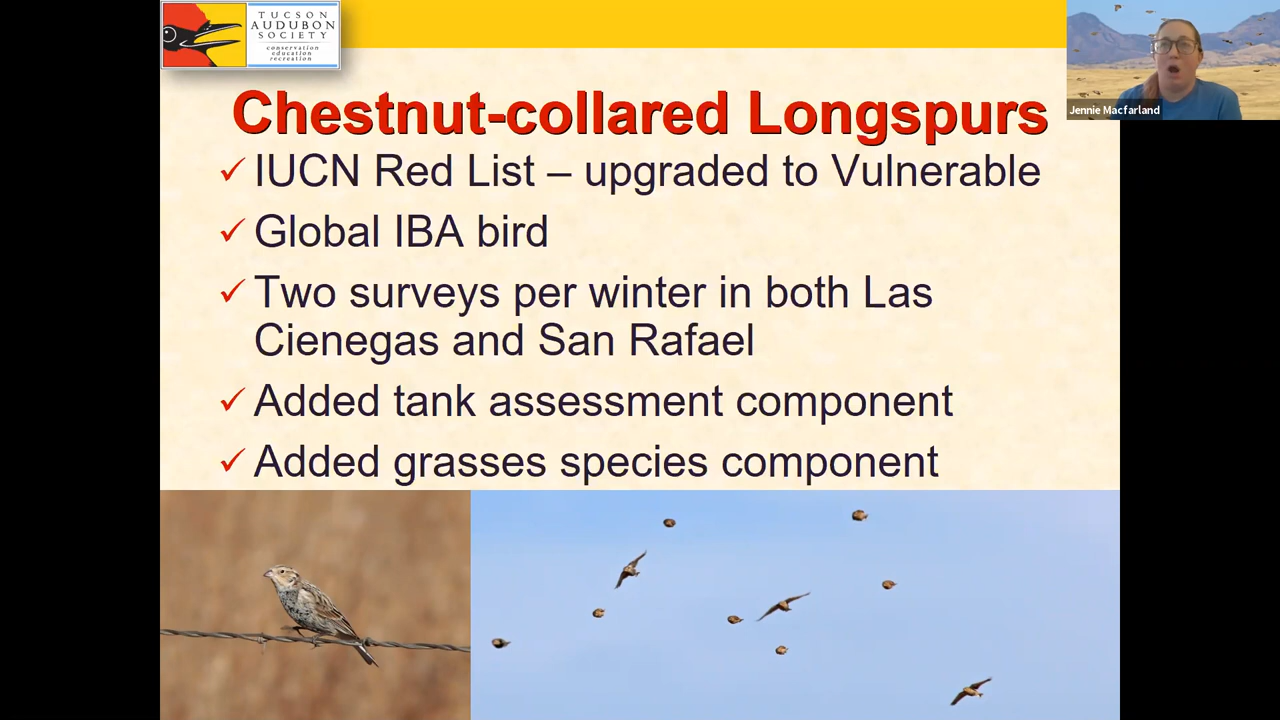 TUCSON
AUDUBON
SOCIETY
conservation
education
recreation
Jennie Macfarland
Chestnut-collared Longspurs
✓ IUCN Red List – upgraded to Vulnerable
✓ Global IBA bird
✓ Two surveys per winter in both Las
Cienegas and San Rafael
✓ Added tank assessment component
✓ Added grasses species component